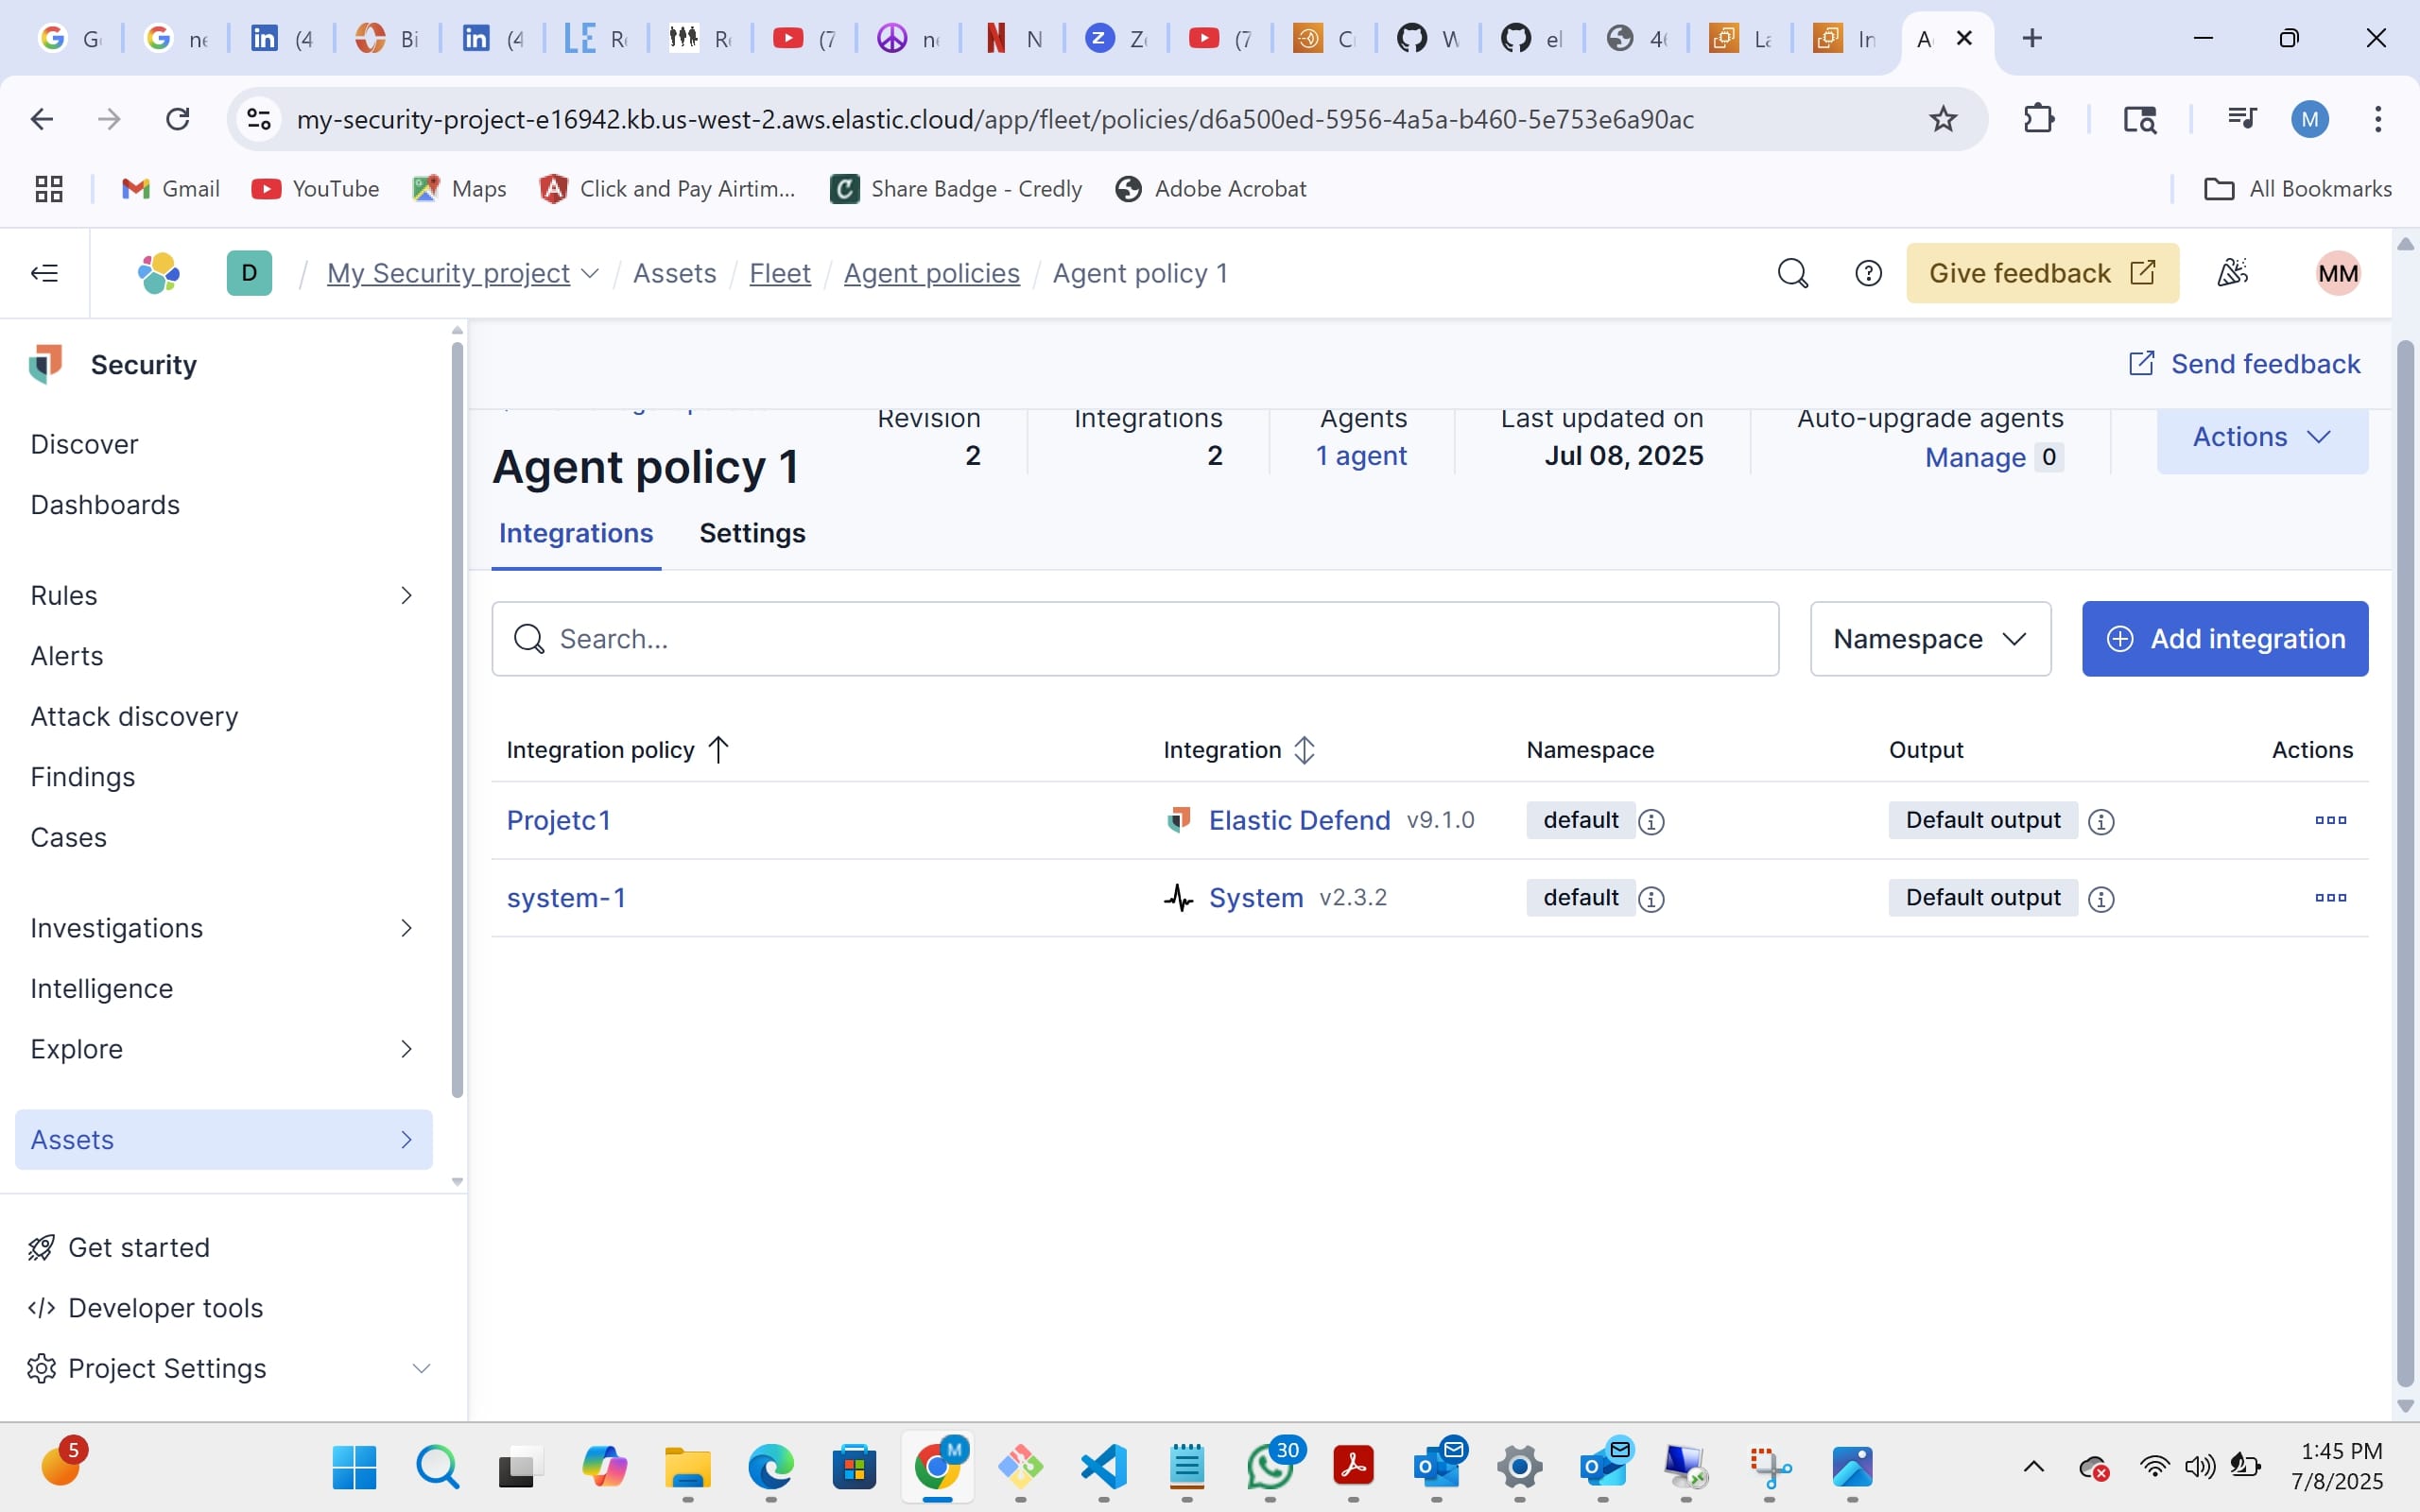 G
ne
(4
Bi
(4
R
R
(7
n
N
Z
(7
C
W
el
4
La
In
A
my-security-project-e16942.kb.us-west-2.aws.elastic.cloud/app/fleet/policies/d6a500ed-5956-4a5a-b460-5e753e6a90ac
M
Gmail
YouTube
Maps
Click and Pay Airtim...
Share Badge - Credly
Adobe Acrobat
All Bookmarks
D / My Security project / Assets / Fleet / Agent policies / Agent policy 1
Give feedback
MM
Security
Discover
Dashboards
Rules
Alerts
Attack discovery
Findings
Cases
Investigations
Intelligence
Explore
Assets
Get started
Developer tools
Project Settings
Send feedback
Agent policy 1
Revision
2
Integrations
2
Agents
1 agent
Last updated on
Jul 08, 2025
Auto-upgrade agents
Manage 0
Actions
Integrations Settings
Search...
Namespace
Add integration
Integration policy Integration Namespace Output Actions
Projetc1 Elastic Defend v9.1.0 default Default output
system-1 System v2.3.2 default Default output
5
M
30
1:45 PM
7/8/2025